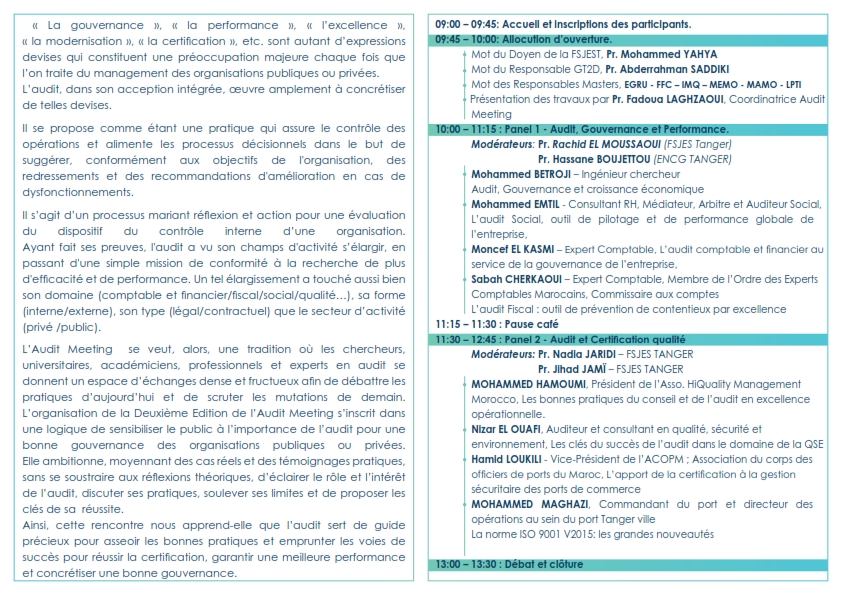 « La gouvernance », « la performance », « l'excellence »,
« la modernisation », « la certification », etc. sont autant d'expressions
devises qui constituent une préoccupation majeure chaque fois que
l'on traite du management des organisations publiques ou privées.
L'audit, dans son acception intégrée, œuvre amplement à concrétiser
de telles devises.
Il se propose comme étant une pratique qui assure le contrôle des
opérations et alimente les processus décisionnels dans le but de
suggérer, conformément aux objectifs de l'organisation, des
redressements et des recommandations d'amélioration en cas de
dysfonctionnements.
Il s'agit d'un processus mariant réflexion et action pour une évaluation
du dispositif du contrôle interne d'une organisation.
Ayant fait ses preuves, l'audit a vu son champs d'activité s'élargir, en
passant d'une simple mission de conformité à la recherche de plus
d'efficacité et de performance. Un tel élargissement a touché aussi bien
son domaine (comptable et financier/fiscal/social/qualité…), sa forme
(interne/externe), son type (légal/contractuel) que le secteur d'activité
(privé /public).
L'Audit Meeting se veut, alors, une tradition où les chercheurs,
universitaires, académiciens, professionnels et experts en audit se
donnent un espace d'échanges dense et fructueux afin de débattre les
pratiques d'aujourd'hui et de scruter les mutations de demain.
L'organisation de la Deuxième Edition de l'Audit Meeting s'inscrit dans
une logique de sensibiliser le public à l'importance de l'audit pour une
bonne gouvernance des organisations publiques ou privées.
Elle ambitionne, moyennant des cas réels et des témoignages pratiques,
sans se soustraire aux réflexions théoriques, d'éclairer le rôle et l'intérêt
de l'audit, discuter ses pratiques, soulever ses limites et de proposer les
clés de sa réussite.
Ainsi, cette rencontre nous apprend-elle que l'audit sert de guide
précieux pour asseoir les bonnes pratiques et emprunter les voies de
succès pour réussir la certification, garantir une meilleure performance
et concrétiser une bonne gouvernance.
09:00 – 09:45: Accueil et inscriptions des participants.
09:45 – 10:00: Allocution d'ouverture.
Mot du Doyen de la FSJEST, Pr. Mohammed YAHYA
Mot du Responsable GT2D, Pr. Abderrahman SADDIKI
Mot des Responsables Masters, EGRU - FFC – IMQ – MEMO - MAMO - LPTI
Présentation des travaux par Pr. Fadoua LAGHZAOUI, Coordinatrice Audit
Meeting
10:00 – 11:15 : Panel 1 - Audit, Gouvernance et Performance.
Modérateurs: Pr. Rachid EL MOUSSAOUI (FSJES Tanger)
Pr. Hassane BOUJETTOU (ENCG TANGER)
Mohammed BETROJI – Ingénieur chercheur
Audit, Gouvernance et croissance économique
Mohammed EMTIL - Consultant RH, Médiateur, Arbitre et Auditeur Social,
L'audit Social, outil de pilotage et de performance globale de
l'entreprise,
Moncef EL KASMI – Expert Comptable, L'audit comptable et financier au
service de la gouvernance de l'entreprise,
Sabah CHERKAOUI – Expert Comptable, Membre de l'Ordre des Experts
Comptables Marocains, Commissaire aux comptes
L'audit Fiscal : outil de prévention de contentieux par excellence
11:15 – 11:30 : Pause café
11:30 – 12:45 : Panel 2 - Audit et Certification qualité
Modérateurs: Pr. Nadia JARIDI – FSJES TANGER
Pr. Jihad JAMÏ – FSJES TANGER
MOHAMMED HAMOUMI, Président de l'Asso. HiQuality Management
Morocco, Les bonnes pratiques du conseil et de l'audit en excellence
opérationnelle.
Nizar EL OUAFI, Auditeur et consultant en qualité, sécurité et
environnement, Les clés du succès de l'audit dans le domaine de la QSE
Hamid LOUKILI - Vice-Président de l'ACOPM ; Association du corps des
officiers de ports du Maroc, L'apport de la certification à la gestion
sécuritaire des ports de commerce
MOHAMMED MAGHAZI, Commandant du port et directeur des
opérations au sein du port Tanger ville
La norme ISO 9001 V2015: les grandes nouveautés
13:00 – 13:30 : Débat et clôture